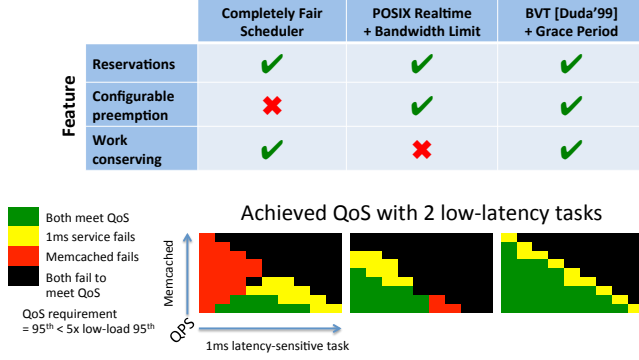 Completely Fair
Scheduler
POSIX Realtime
+ Bandwidth Limit
BVT [Duda'99]
+ Grace Period
Feature
Reservations
Configurable
preemption
Work
conserving
Achieved QoS with 2 low-latency tasks
Both meet QoS
1ms service fails
Memcached fails
Both fail to
meet QoS
QoS requirement
= 95th < 5x low-load 95th
Memcached
QPS
1ms latency-sensitive task